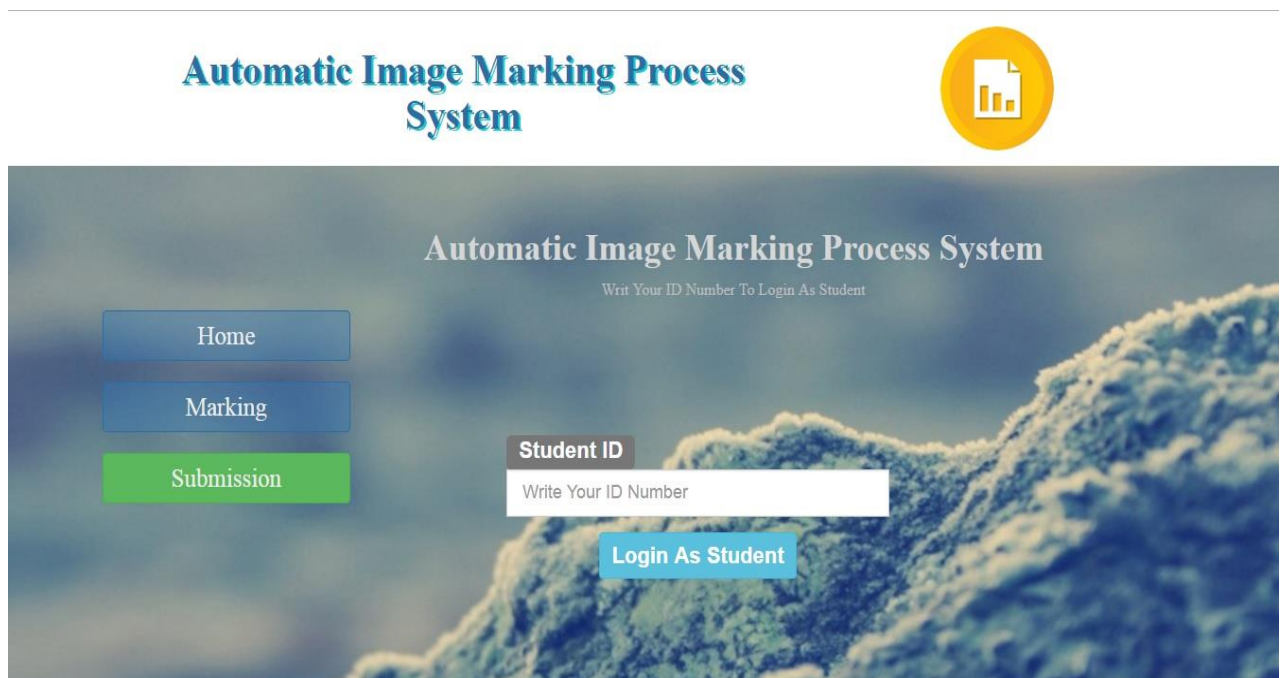 Automatic Image Marking Process
System
Automatic Image Marking Process System
Writ Your ID Number To Login As Student
Home
Marking
Submission
Student ID
Write Your ID Number
Login As Student